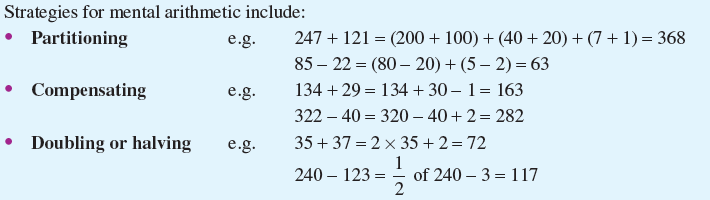 Strategies for mental arithmetic include:
• Partitioning e.g. 247 + 121 = (200 + 100) + (40 + 20) + (7 + 1) = 368
85 – 22 = (80 – 20) + (5 – 2) = 63
• Compensating e.g. 134 + 29 = 134 + 30 – 1 = 163
322 – 40 = 320 – 40 + 2 = 282
• Doubling or halving e.g. 35 + 37 = 2 × 35 + 2 = 72
240 – 123 = 1/2 of 240 – 3 = 117